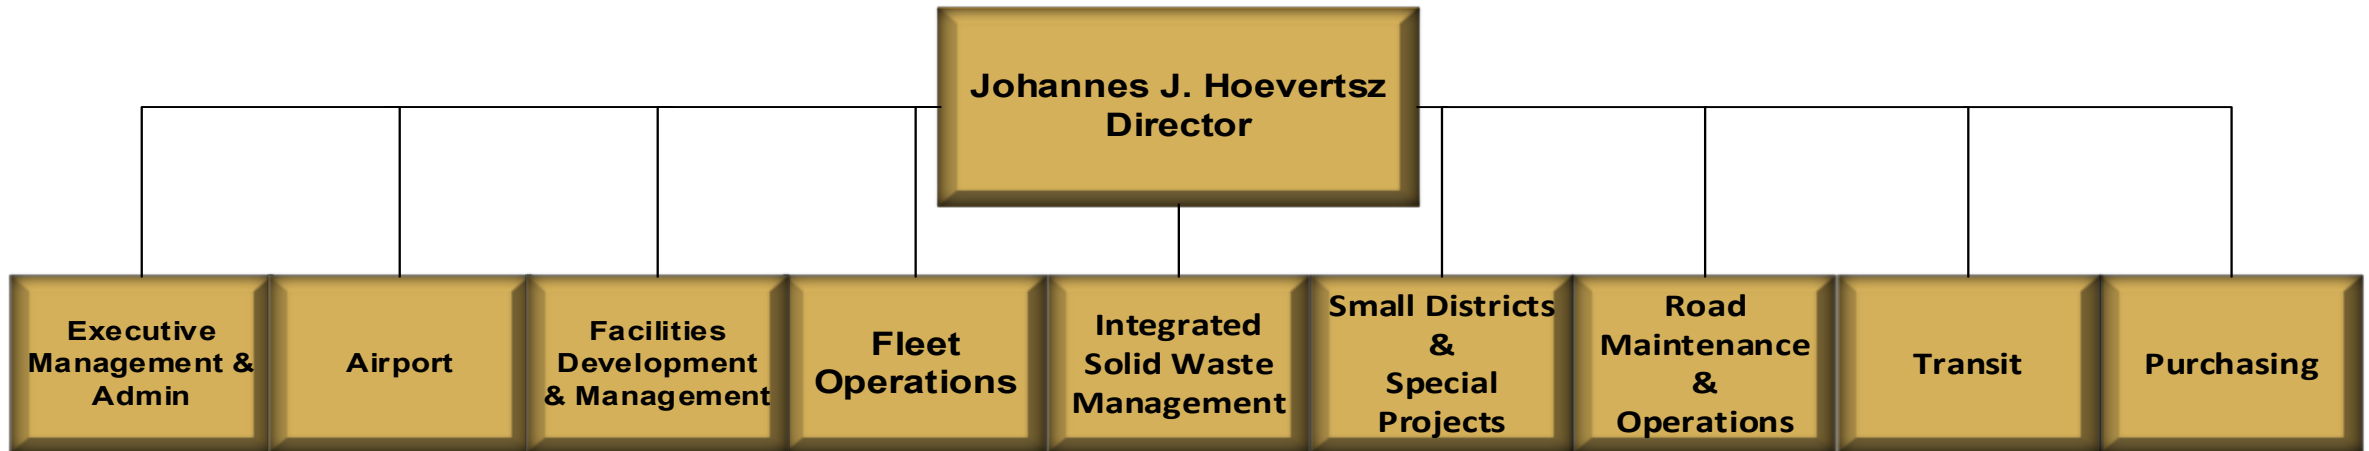 Johannes J. Hoevertsz
Director
Executive
Management &
Admin
Airport
Facilities
Development
& Management
Fleet
Operations
Integrated
Solid Waste
Management
Small Districts
&
Special
Projects
Road
Maintenance
&
Operations
Transit
Purchasing